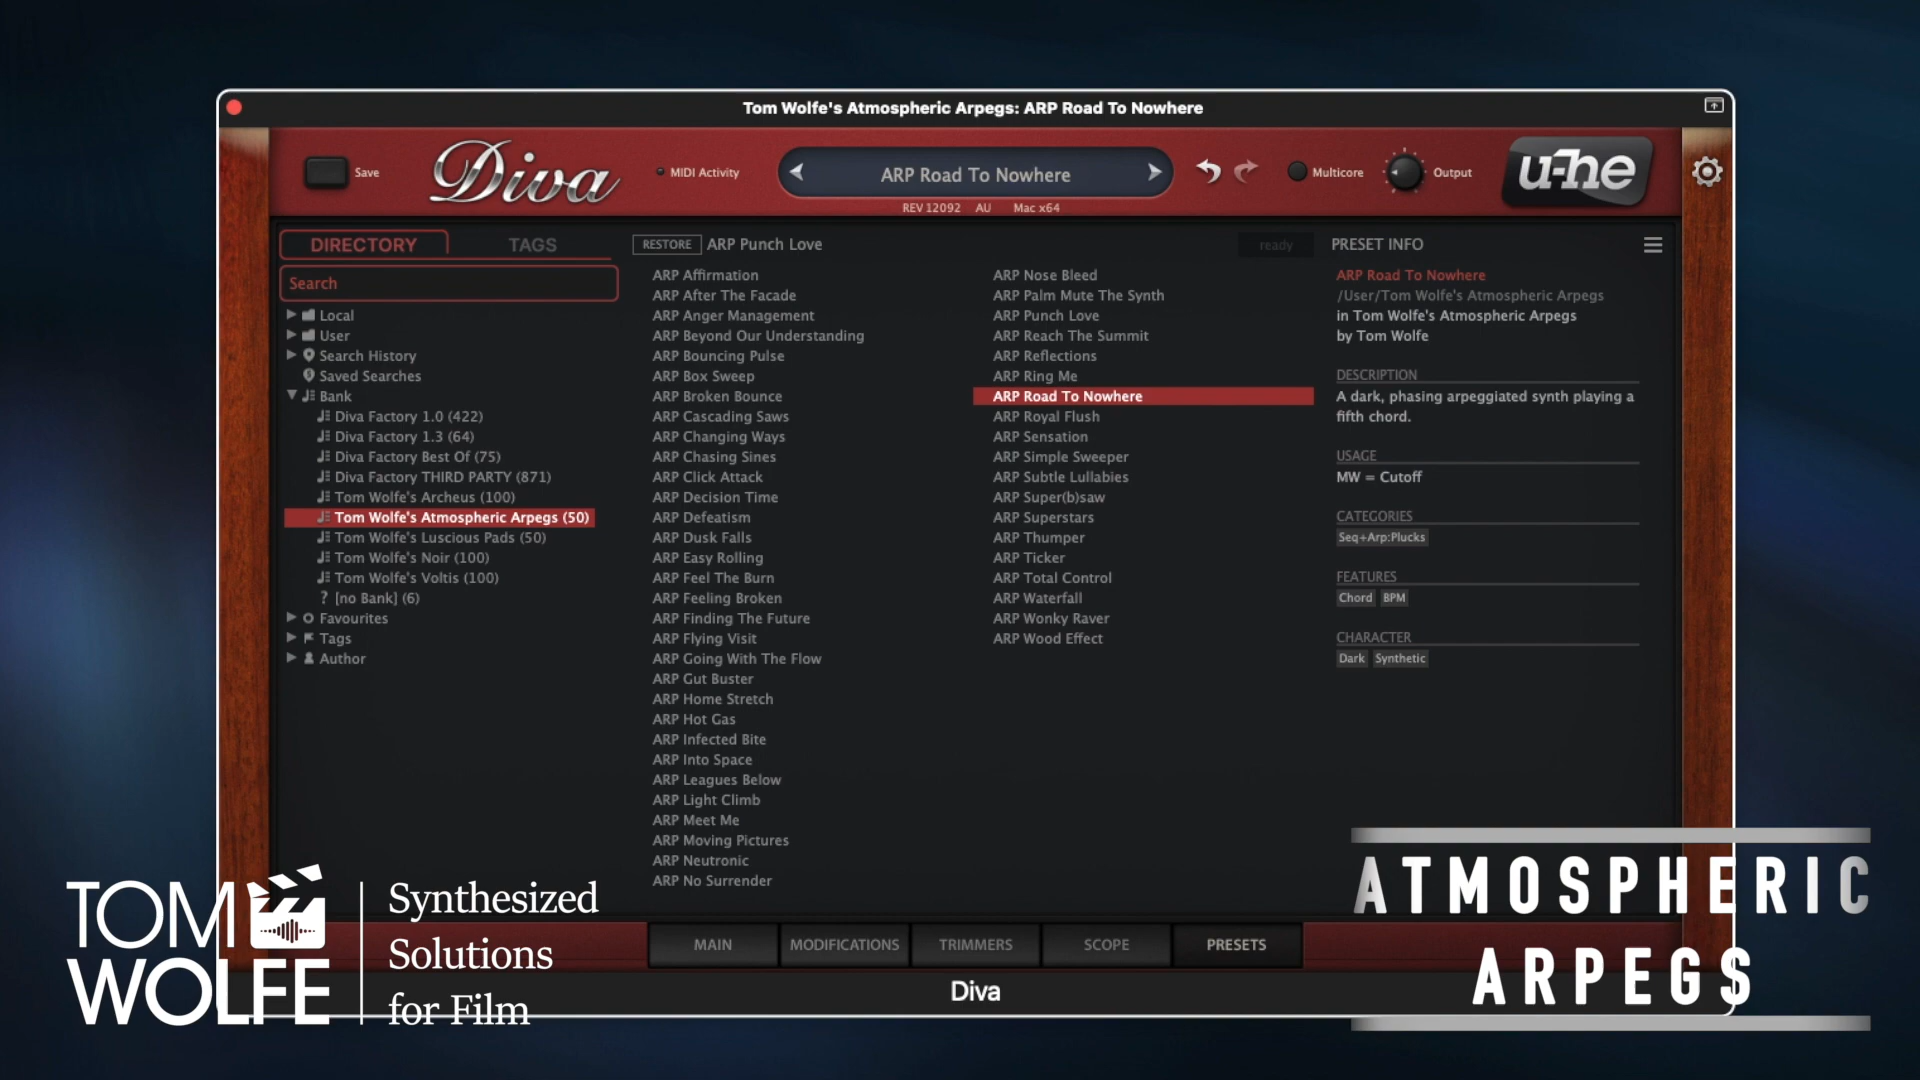 Tom Wolfe's Atmospheric Arpegs: ARP Road To Nowhere
Save
Diva
MIDI Activity
ARP Road To Nowhere
Multicore
Output
u-he
REV 12092 AU Mac x64
DIRECTORY
TAGS
Search
Local
User
Search History
Saved Searches
Bank
Diva Factory 1.0 (422)
Diva Factory 1.3 (64)
Diva Factory Best Of (75)
Diva Factory THIRD PARTY (871)
Tom Wolfe's Archeus (100)
Tom Wolfe's Atmospheric Arpegs (50)
Tom Wolfe's Luscious Pads (50)
Tom Wolfe's Noir (100)
Tom Wolfe's Voltis (100)
? [no Bank] (6)
Favourites
Tags
Author
RESTORE ARP Punch Love
ready
ARP Affirmation
ARP After The Facade
ARP Anger Management
ARP Beyond Our Understanding
ARP Bouncing Pulse
ARP Box Sweep
ARP Broken Bounce
ARP Cascading Saws
ARP Changing Ways
ARP Chasing Sines
ARP Click Attack
ARP Decision Time
ARP Defeatism
ARP Dusk Falls
ARP Easy Rolling
ARP Feel The Burn
ARP Feeling Broken
ARP Finding The Future
ARP Flying Visit
ARP Going With The Flow
ARP Gut Buster
ARP Home Stretch
ARP Hot Gas
ARP Infected Bite
ARP Into Space
ARP Leagues Below
ARP Light Climb
ARP Meet Me
ARP Moving Pictures
ARP Neutronic
ARP No Surrender
ARP Nose Bleed
ARP Palm Mute The Synth
ARP Punch Love
ARP Reach The Summit
ARP Reflections
ARP Ring Me
ARP Road To Nowhere
ARP Royal Flush
ARP Sensation
ARP Simple Sweeper
ARP Subtle Lullabies
ARP Super(b)saw
ARP Superstars
ARP Thumper
ARP Ticker
ARP Total Control
ARP Waterfall
ARP Wonky Raver
ARP Wood Effect
PRESET INFO
ARP Road To Nowhere
/User/Tom Wolfe's Atmospheric Arpegs
in Tom Wolfe's Atmospheric Arpegs
by Tom Wolfe
DESCRIPTION
A dark, phasing arpeggiated synth playing a
fifth chord.
USAGE
MW = Cutoff
CATEGORIES
Seq+Arp:Plucks
FEATURES
Chord BPM
CHARACTER
Dark Synthetic
MAIN
MODIFICATIONS
TRIMMERS
SCOPE
PRESETS
Diva
TOM
WOLFE
Synthesized
Solutions
for Film
ATMOSPHERIC
ARPEGS